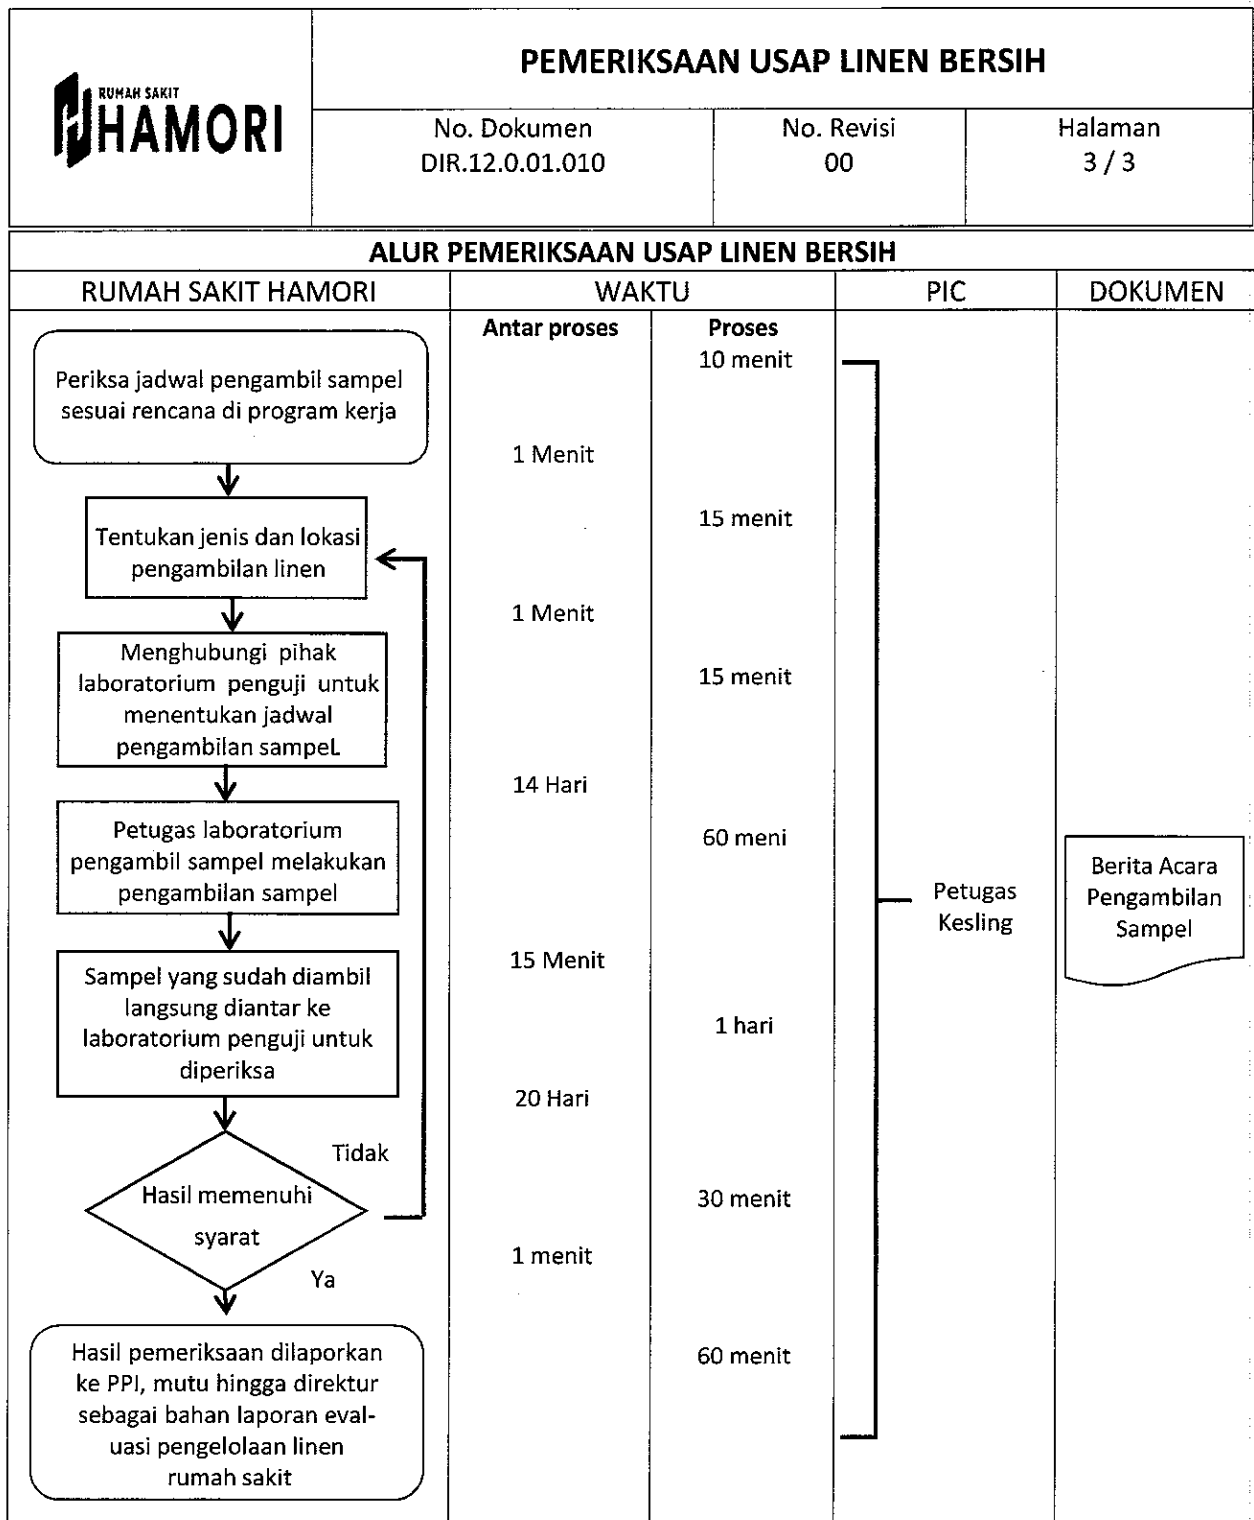 RUMAH SAKIT
HAMORI
PEMERIKSAAN USAP LINEN BERSIH
No. Dokumen
DIR.12.0.01.010
No. Revisi
00
Halaman
3 / 3
ALUR PEMERIKSAAN USAP LINEN BERSIH
RUMAH SAKIT HAMORI
WAKTU
PIC
DOKUMEN
Antar proses
Proses
10 menit
Periksa jadwal pengambil sampel
sesuai rencana di program kerja
1 Menit
Tentukan jenis dan lokasi
pengambilan linen
15 menit
1 Menit
Menghubungi pihak
laboratorium penguji untuk
menentukan jadwal
pengambilan sampeL
15 menit
14 Hari
Petugas laboratorium
pengambil sampel melakukan
pengambilan sampel
60 meni
Petugas
Kesling
Berita Acara
Pengambilan
Sampel
15 Menit
Sampel yang sudah diambil
langsung diantar ke
laboratorium penguji untuk
diperiksa
1 hari
20 Hari
Tidak
Hasil memenuhi
syarat
30 menit
1 menit
Ya
Hasil pemeriksaan dilaporkan
ke PPI, mutu hingga direktur
sebagai bahan laporan eval-
uasi pengelolaan linen
rumah sakit
60 menit